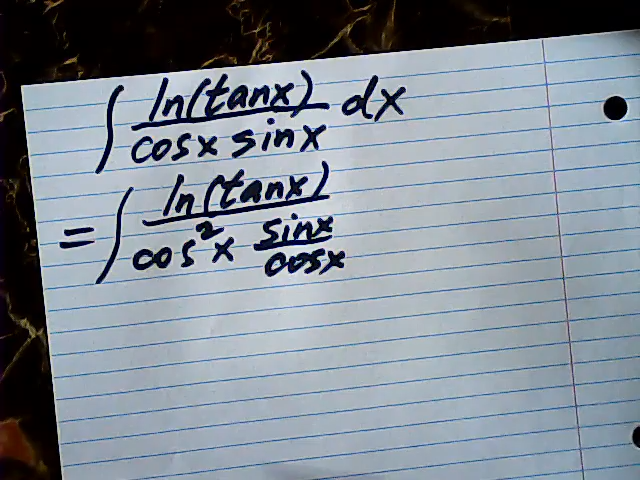 ∫ ln(tanx)/(cosx sinx) dx
= ∫ ln(tanx)/(cos²x (sinx/cosx))